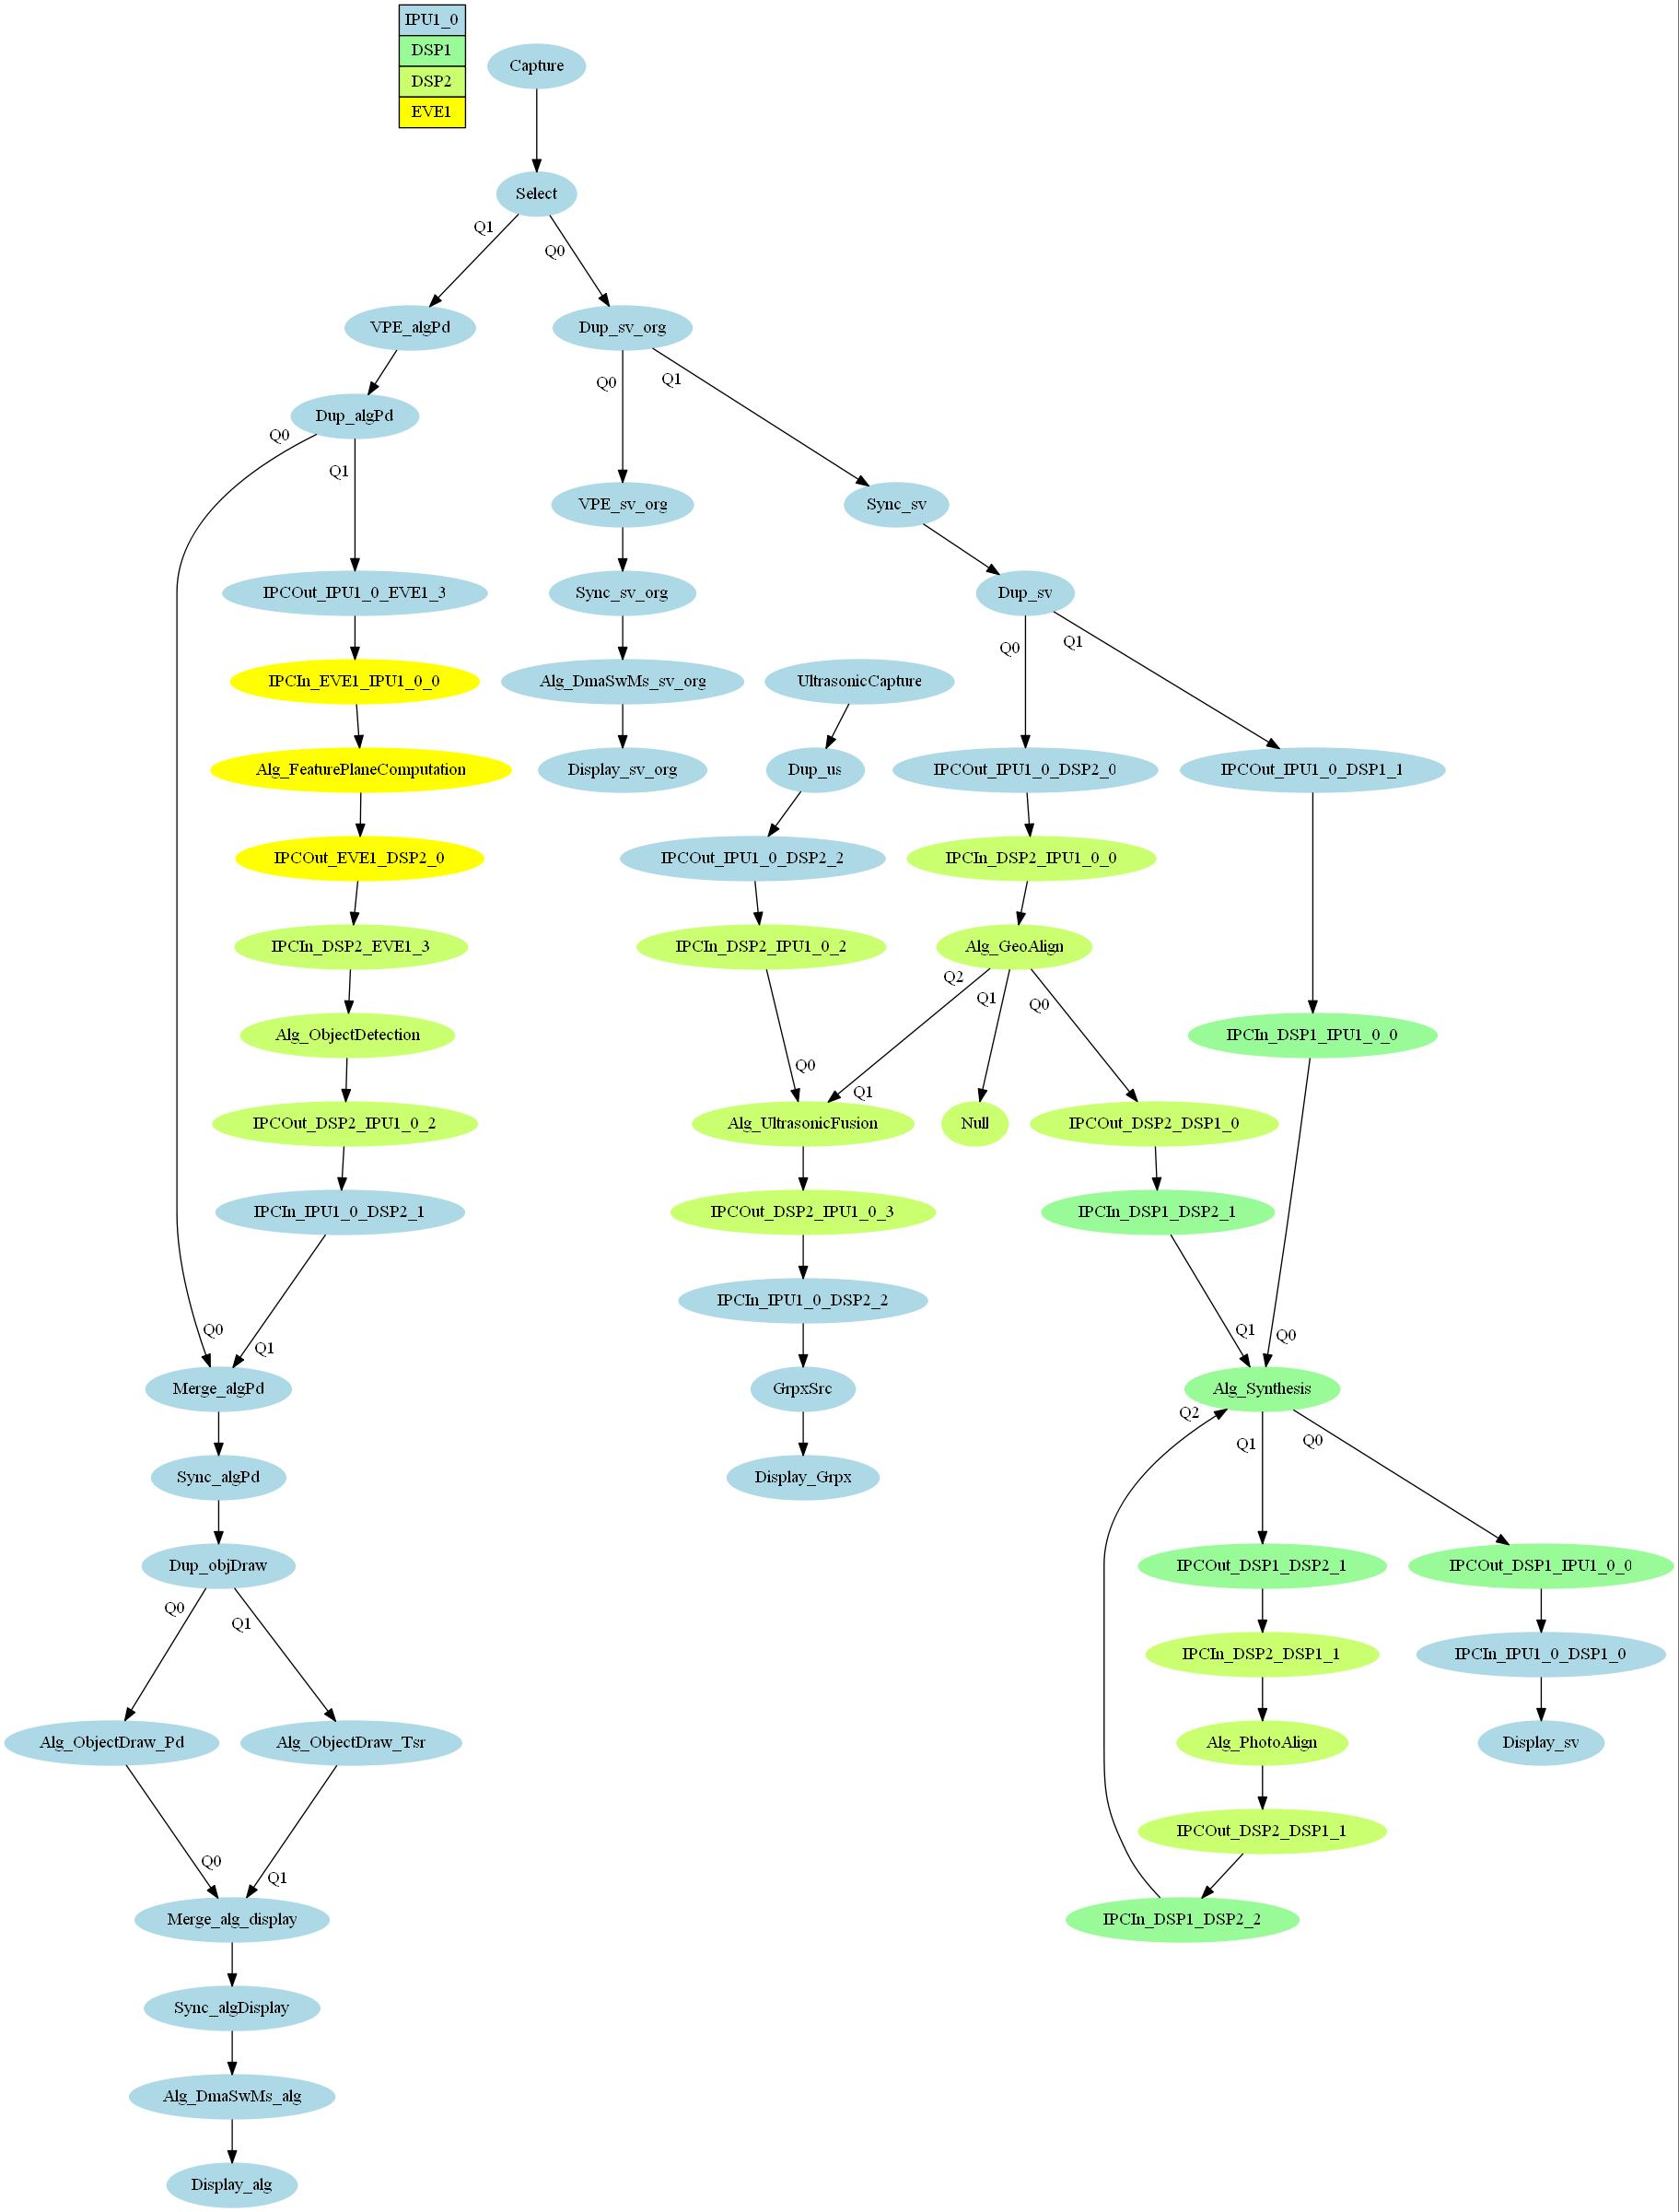 IPU1_0
DSP1
DSP2
EVE1
Capture
Select
Q1
Q0
VPE_algPd
Dup_sv_org
Q0
Q1
Dup_algPd
Q0
Q1
VPE_sv_org
Sync_sv
IPCOut_IPU1_0_EVE1_3
Sync_sv_org
Dup_sv
Q0
Q1
IPCIn_EVE1_IPU1_0_0
Alg_DmaSwMs_sv_org
UltrasonicCapture
Alg_FeaturePlaneComputation
Display_sv_org
Dup_us
IPCOut_IPU1_0_DSP2_0
IPCOut_IPU1_0_DSP1_1
IPCOut_EVE1_DSP2_0
IPCOut_IPU1_0_DSP2_2
IPCIn_DSP2_IPU1_0_0
IPCIn_DSP2_EVE1_3
IPCIn_DSP2_IPU1_0_2
Alg_GeoAlign
Q2
Q1
Q0
Alg_ObjectDetection
IPCIn_DSP1_IPU1_0_0
Q0
Q1
IPCOut_DSP2_IPU1_0_2
Alg_UltrasonicFusion
Null
IPCOut_DSP2_DSP1_0
IPCIn_IPU1_0_DSP2_1
IPCOut_DSP2_IPU1_0_3
IPCIn_DSP1_DSP2_1
IPCIn_IPU1_0_DSP2_2
Q0
Q1
Q1
Q0
Merge_algPd
GrpxSrc
Alg_Synthesis
Q2
Q1
Q0
Sync_algPd
Display_Grpx
Dup_objDraw
IPCOut_DSP1_DSP2_1
IPCOut_DSP1_IPU1_0_0
Q0
Q1
IPCIn_DSP2_DSP1_1
IPCIn_IPU1_0_DSP1_0
Alg_ObjectDraw_Pd
Alg_ObjectDraw_Tsr
Alg_PhotoAlign
Display_sv
IPCOut_DSP2_DSP1_1
Q0
Q1
Merge_alg_display
IPCIn_DSP1_DSP2_2
Sync_algDisplay
Alg_DmaSwMs_alg
Display_alg